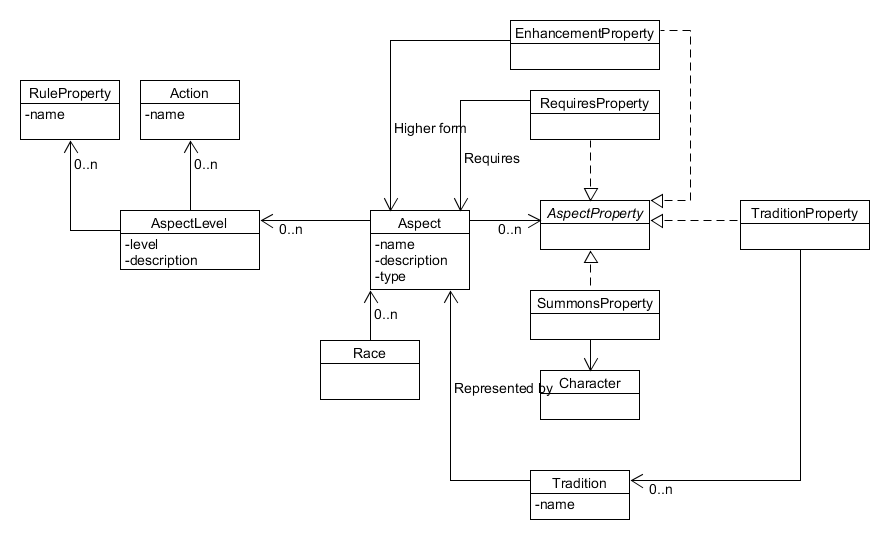 EnhancementProperty
RuleProperty
-name
Action
-name
RequiresProperty
Higher form
Requires
0..n
0..n
AspectLevel
-level
-description
0..n
Aspect
-name
-description
-type
0..n
AspectProperty
TraditionProperty
0..n
Race
SummonsProperty
Represented by
Character
Tradition
-name
0..n